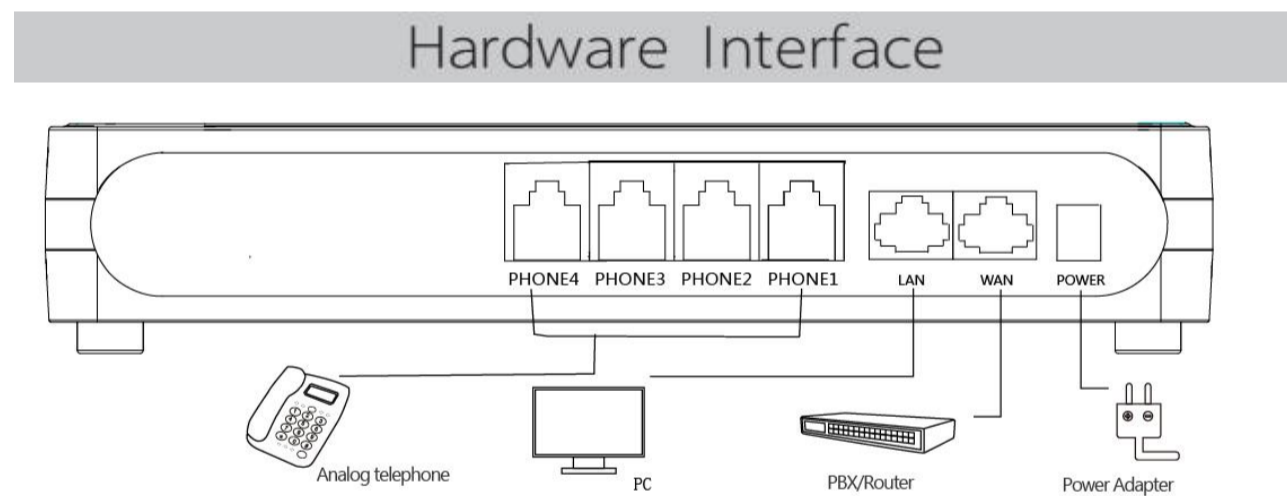 Hardware Interface
PHONE4 PHONE3 PHONE2 PHONE1 LAN WAN POWER
Analog telephone
PC
PBX/Router
Power Adapter